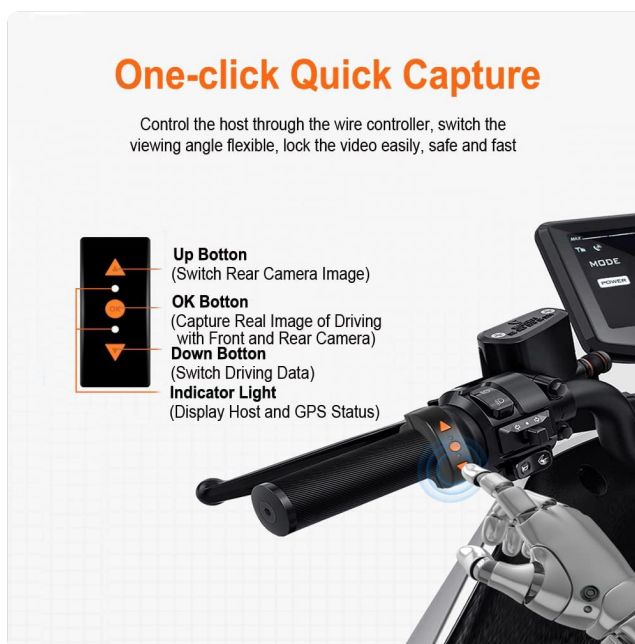 One-click Quick Capture
Control the host through the wire controller, switch the
viewing angle flexible, lock the video easily, safe and fast
Up Botton
(Switch Rear Camera Image)
OK Botton
(Capture Real Image of Driving
with Front and Rear Camera)
Down Botton
(Switch Driving Data)
Indicator Light
(Display Host and GPS Status)
OK
MODE
POWER